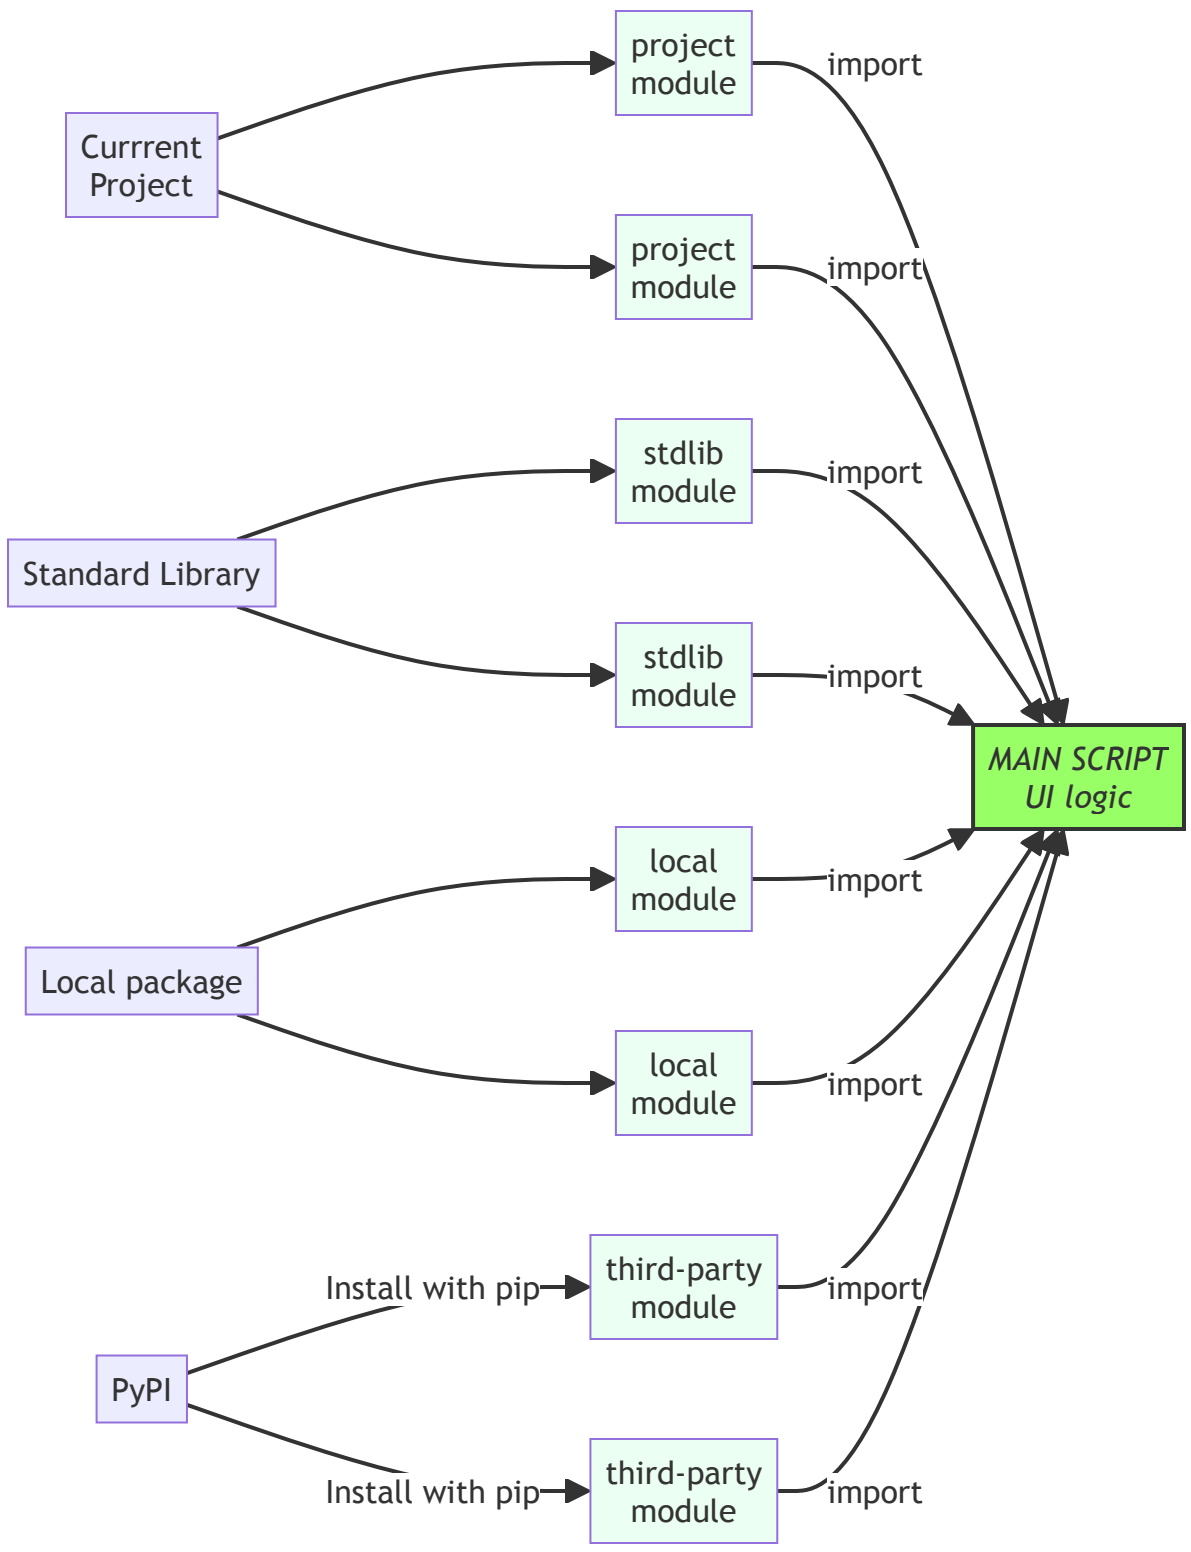 project
module
import
Currrent
Project
project
module
import
stdlib
module
import
Standard Library
stdlib
module
import
MAIN SCRIPT
UI logic
local
module
import
Local package
local
module
import
third-party
module
Install with pip
import
PyPI
third-party
module
Install with pip
import